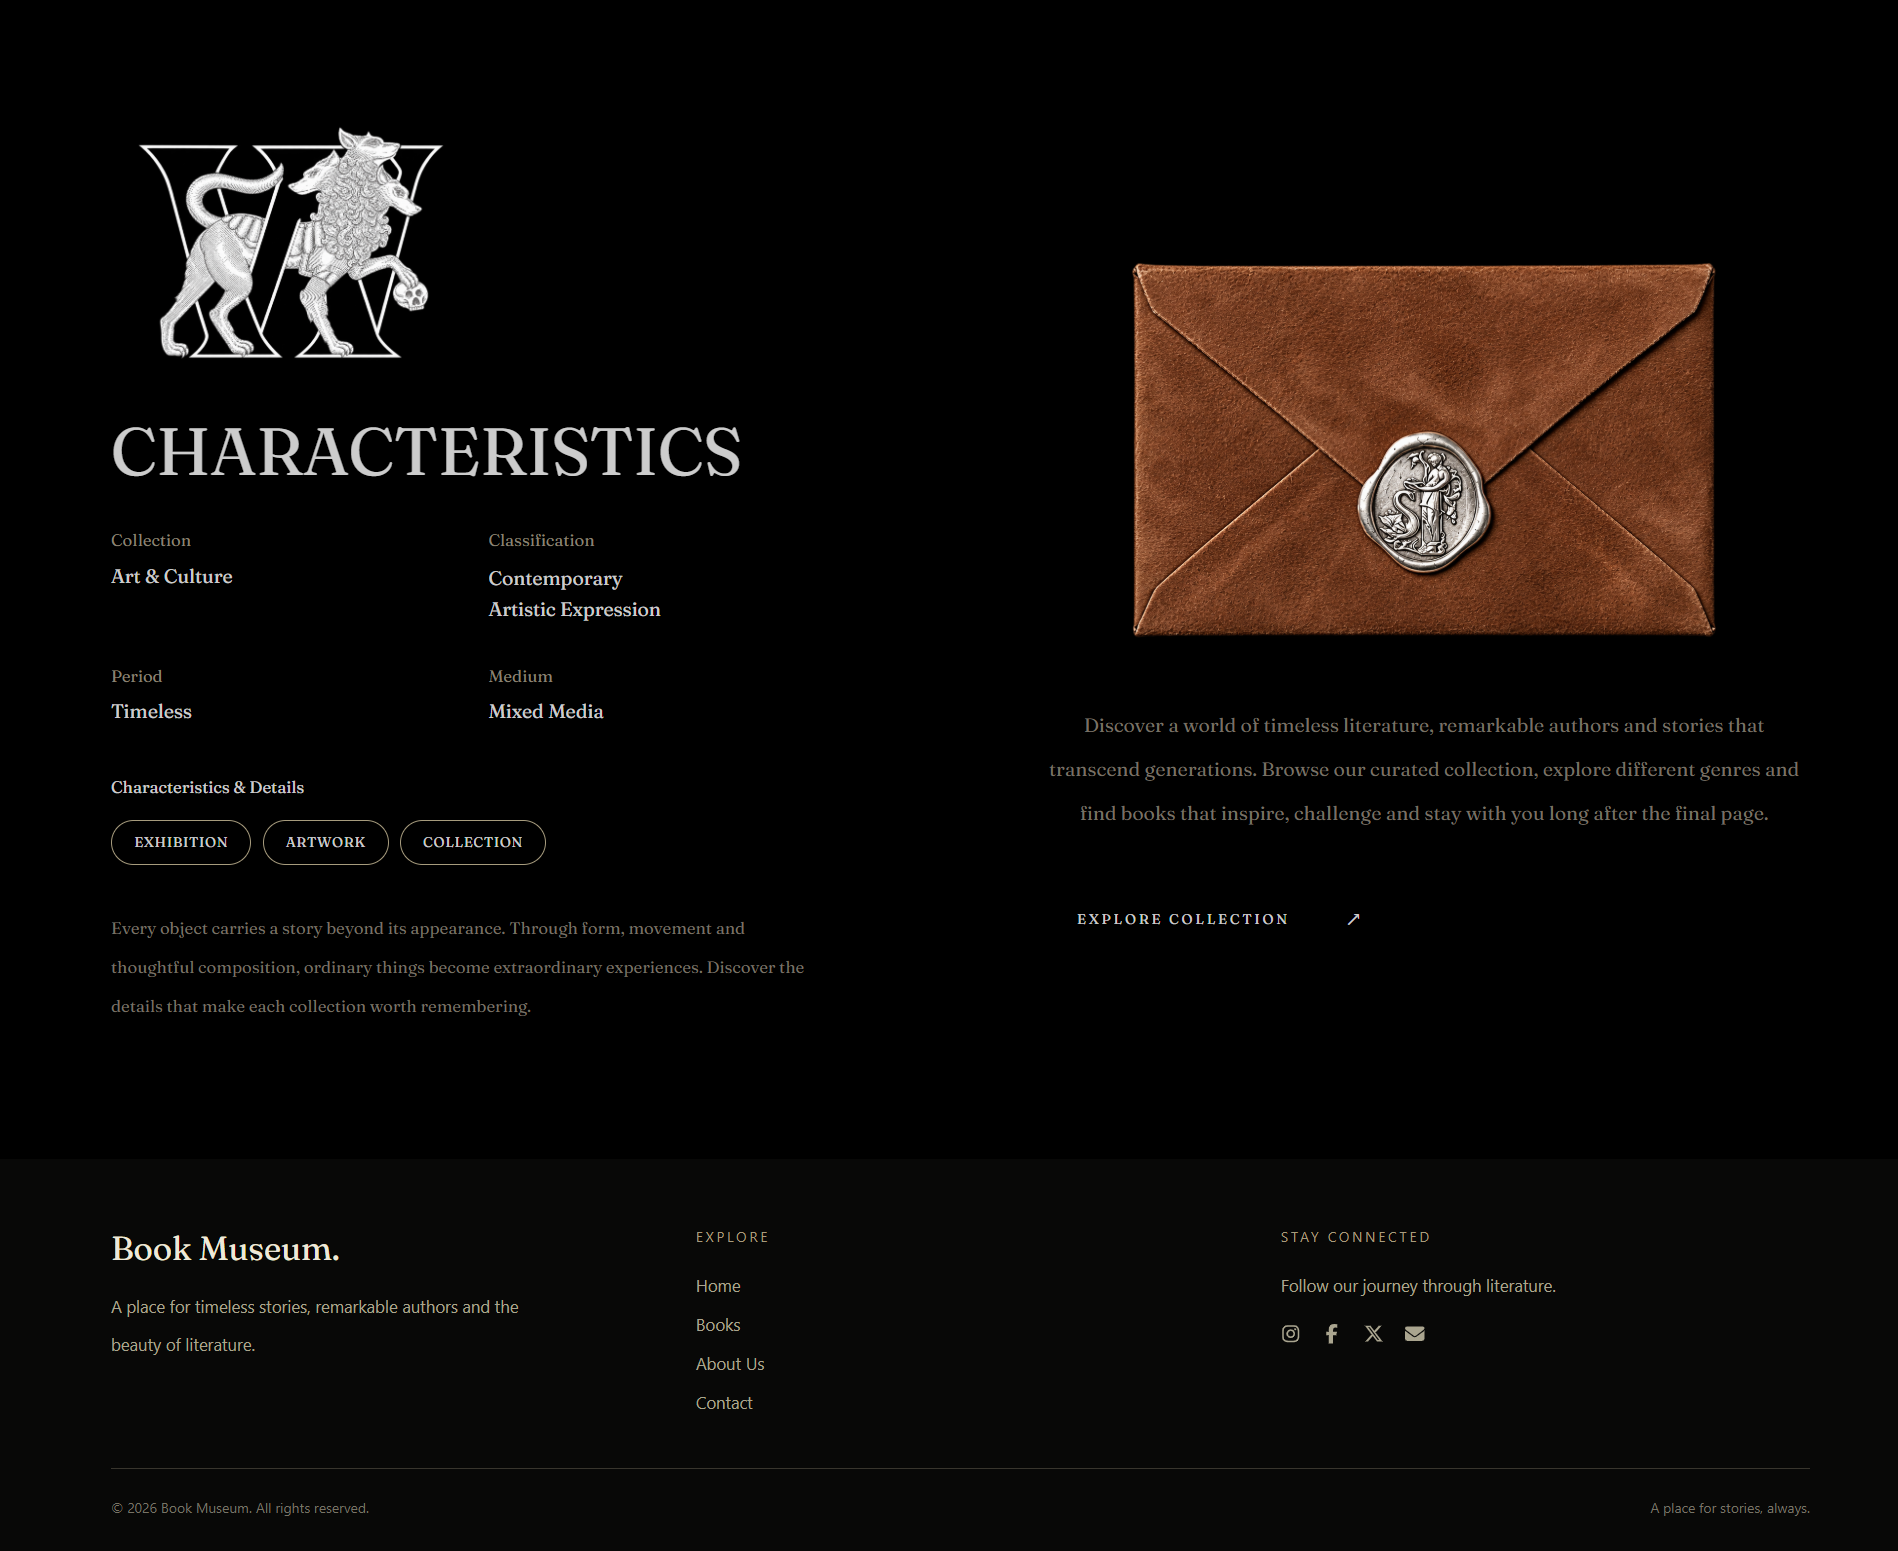 W
CHARACTERISTICS
Collection
Art & Culture
Classification
Contemporary
Artistic Expression
Period
Timeless
Medium
Mixed Media
Characteristics & Details
EXHIBITION
ARTWORK
COLLECTION
Every object carries a story beyond its appearance. Through form, movement and
thoughtful composition, ordinary things become extraordinary experiences. Discover the
details that make each collection worth remembering.
Discover a world of timeless literature, remarkable authors and stories that
transcend generations. Browse our curated collection, explore different genres and
find books that inspire, challenge and stay with you long after the final page.
EXPLORE COLLECTION ↗
Book Museum.
A place for timeless stories, remarkable authors and the
beauty of literature.
EXPLORE
Home
Books
About Us
Contact
STAY CONNECTED
Follow our journey through literature.
© 2026 Book Museum. All rights reserved.
A place for stories, always.